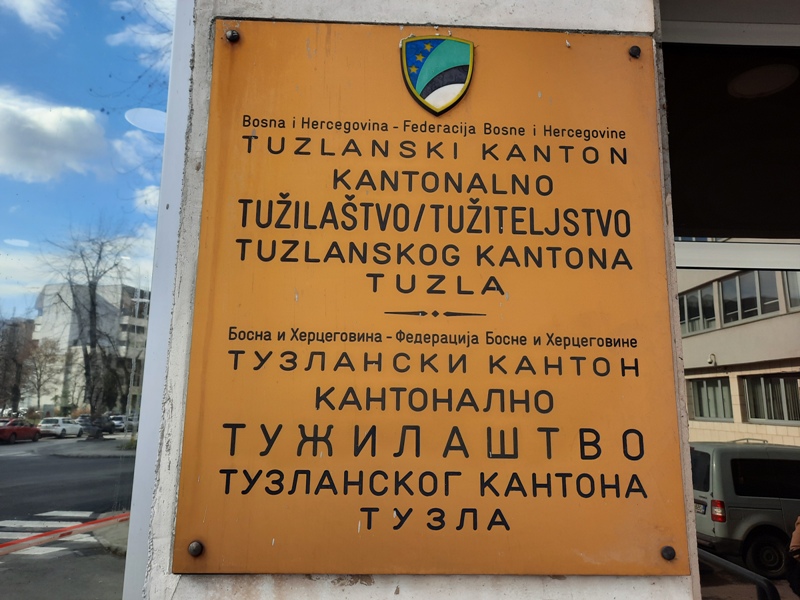 Bosna i Hercegovina - Federacija Bosne i Hercegovine
TUZLANSKI KANTON
KANTONALNO
TUŽILAŠTVO/TUŽITELJSTVO
TUZLANSKOG KANTONA
TUZLA
Босна и Херцеговина - Федерација Босне и Херцеговине
ТУЗЛАНСКИ КАНТОН
КАНТОНАЛНО
ТУЖИЛАШТВО
ТУЗЛАНСКОГ КАНТОНА
ТУЗЛА